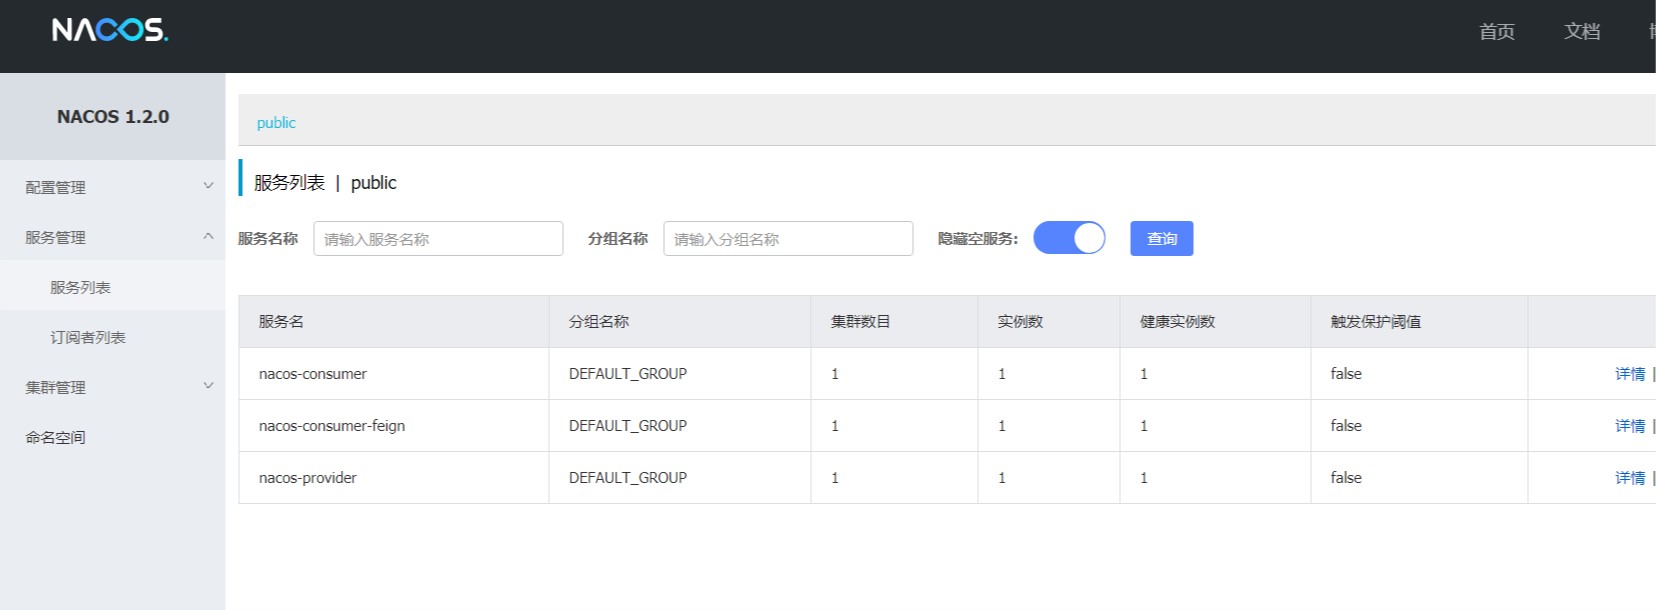 NACOS.
首页 文档
NACOS 1.2.0
配置管理
服务管理
服务列表
订阅者列表
集群管理
命名空间
public
服务列表 | public
服务名称 请输入服务名称 分组名称 请输入分组名称 隐藏空服务: 查询
服务名 分组名称 集群数目 实例数 健康实例数 触发保护阈值
nacos-consumer DEFAULT_GROUP 1 1 1 false 详情 |
nacos-consumer-feign DEFAULT_GROUP 1 1 1 false 详情 |
nacos-provider DEFAULT_GROUP 1 1 1 false 详情 |